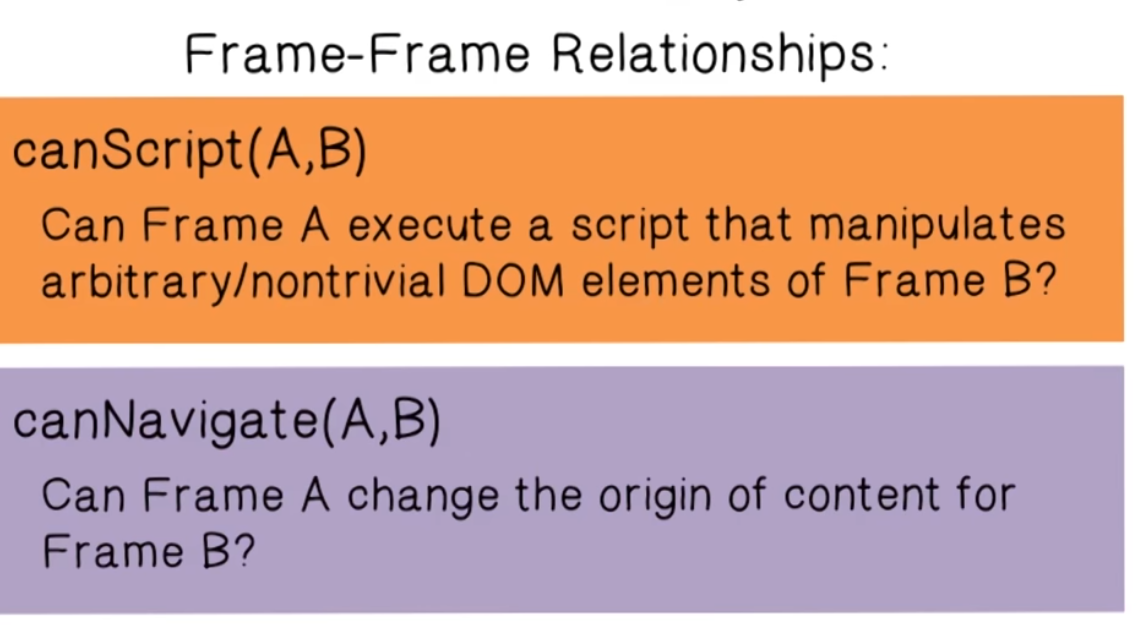 Frame-Frame Relationships:
canScript(A,B)
Can Frame A execute a script that manipulates
arbitrary/nontrivial DOM elements of Frame B?
canNavigate(A,B)
Can Frame A change the origin of content for
Frame B?